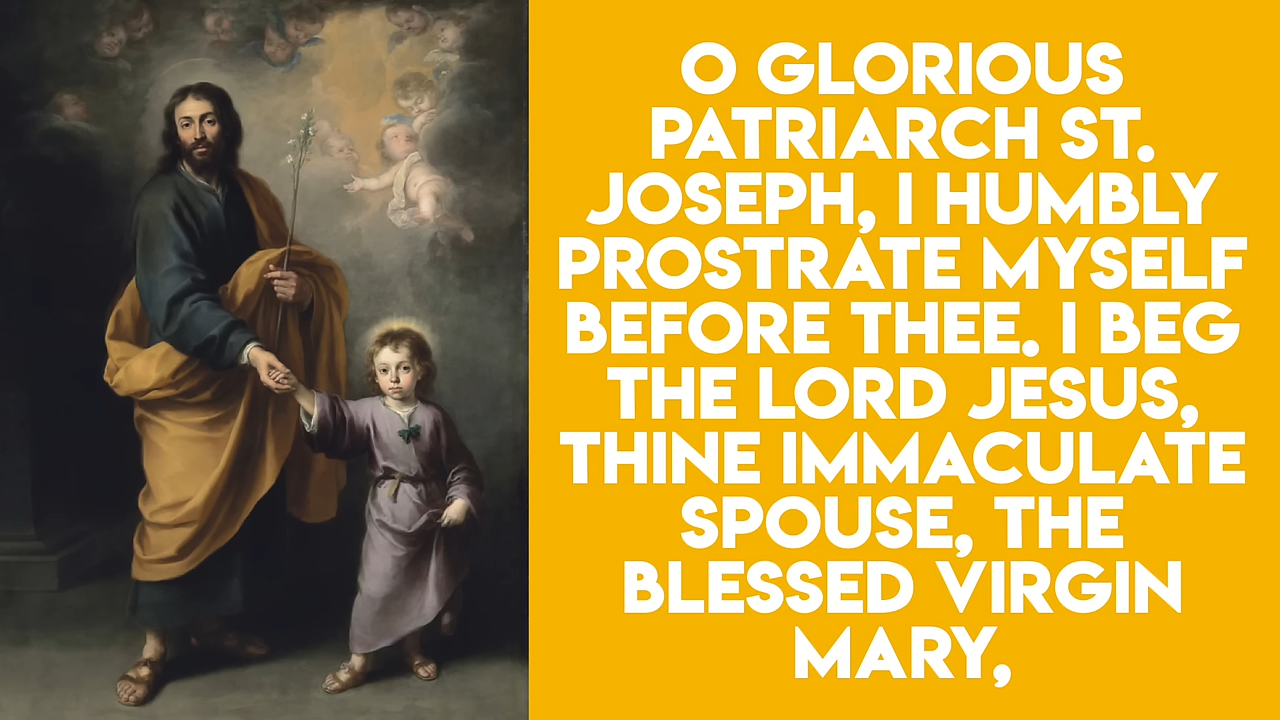 O GLORIOUS
PATRIARCH ST.
JOSEPH, I HUMBLY
PROSTRATE MYSELF
BEFORE THEE. I BEG
THE LORD JESUS,
THINE IMMACULATE
SPOUSE, THE
BLESSED VIRGIN
MARY,